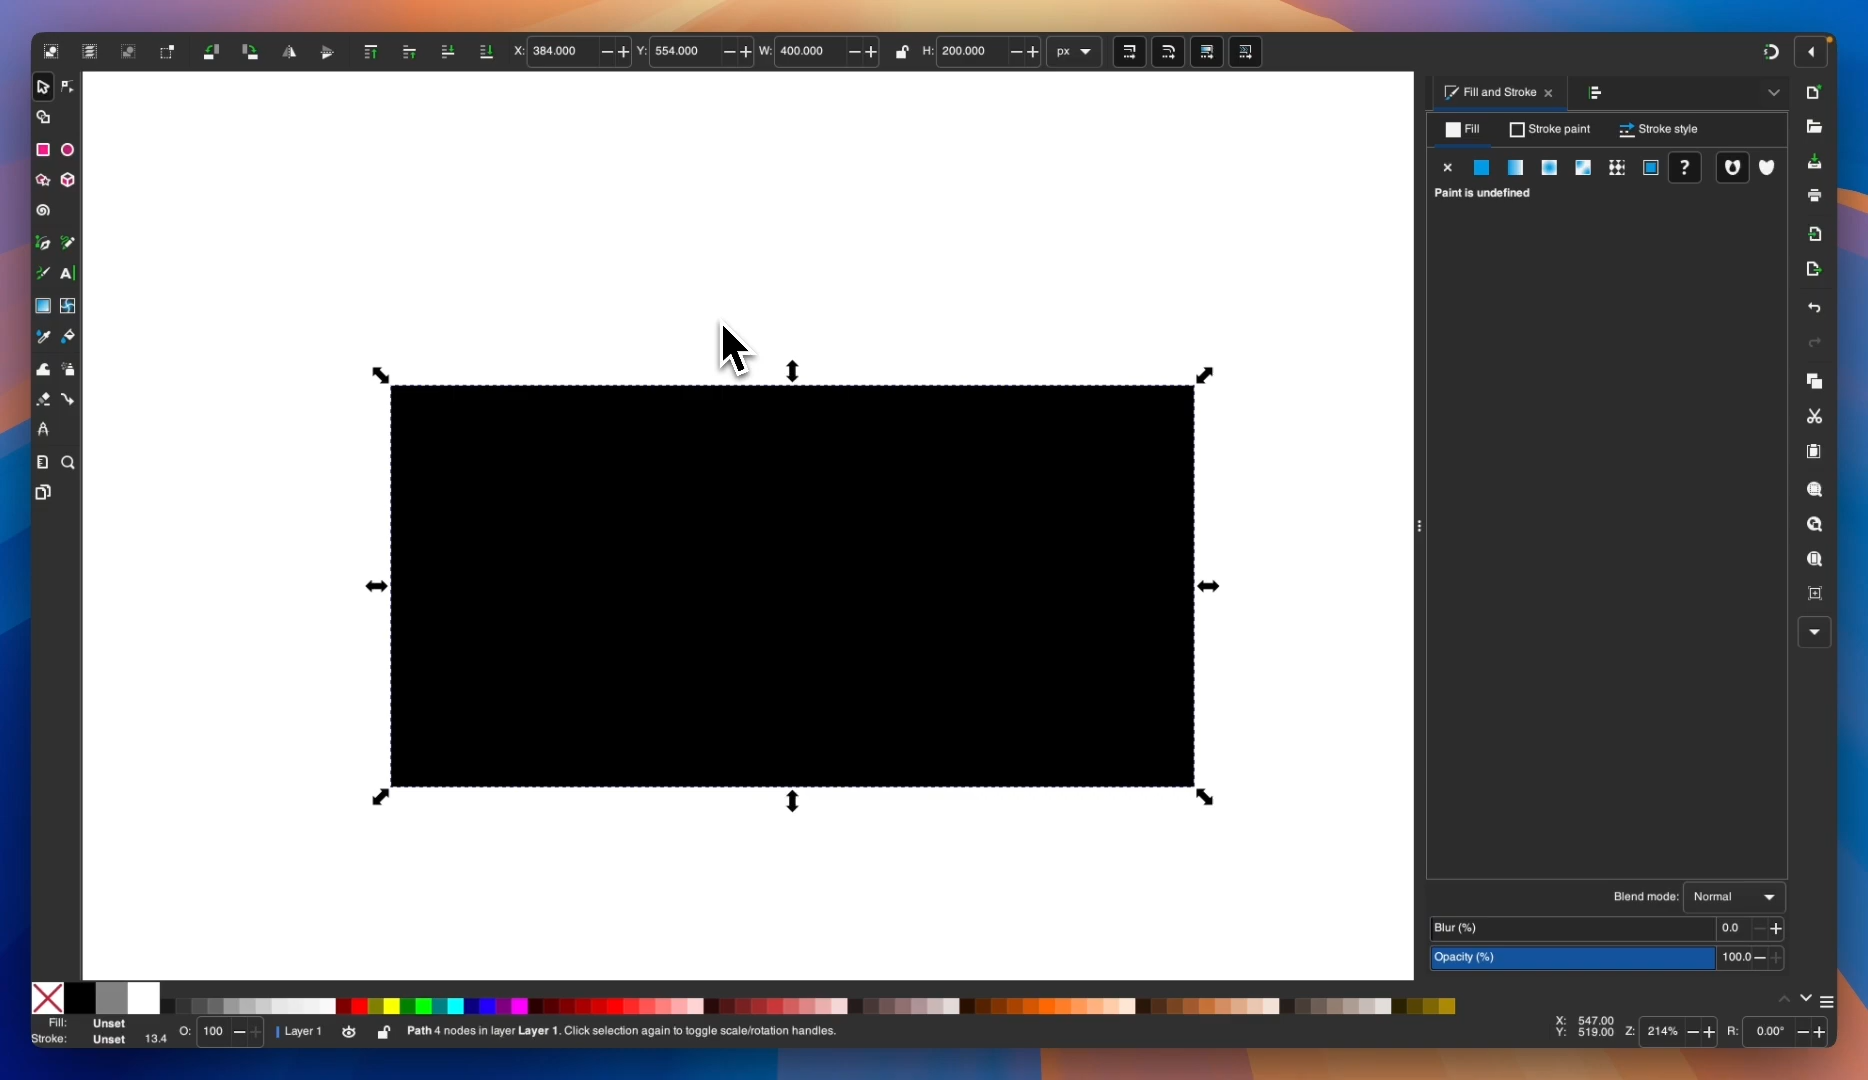 X: 384.000 Y: 554.000 W: 400.000 H: 200.000 px
Fill and Stroke
Fill Stroke paint Stroke style
?
Paint is undefined
Blend mode: Normal
Blur (%) 0.0
Opacity (%) 100.0
Fill: Unset
Stroke: Unset 13.4
O: 100
Layer 1
Path 4 nodes in layer Layer 1. Click selection again to toggle scale/rotation handles.
X: 547.00
Y: 519.00
Z: 214%
R: 0.00°